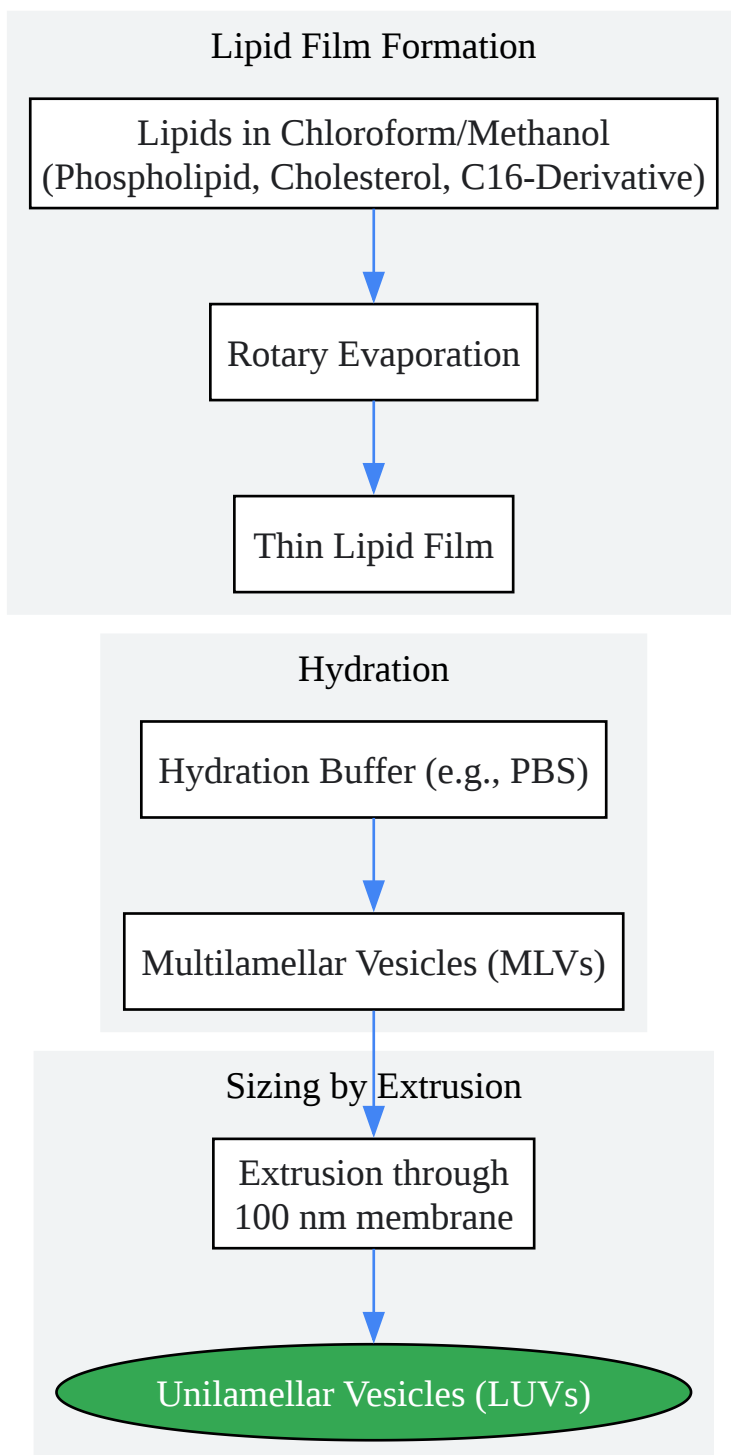 Lipid Film Formation
Lipids in Chloroform/Methanol
(Phospholipid, Cholesterol, C16-Derivative)
Rotary Evaporation
Thin Lipid Film
Hydration
Hydration Buffer (e.g., PBS)
Multilamellar Vesicles (MLVs)
Sizing by Extrusion
Extrusion through
100 nm membrane
Unilamellar Vesicles (LUVs)